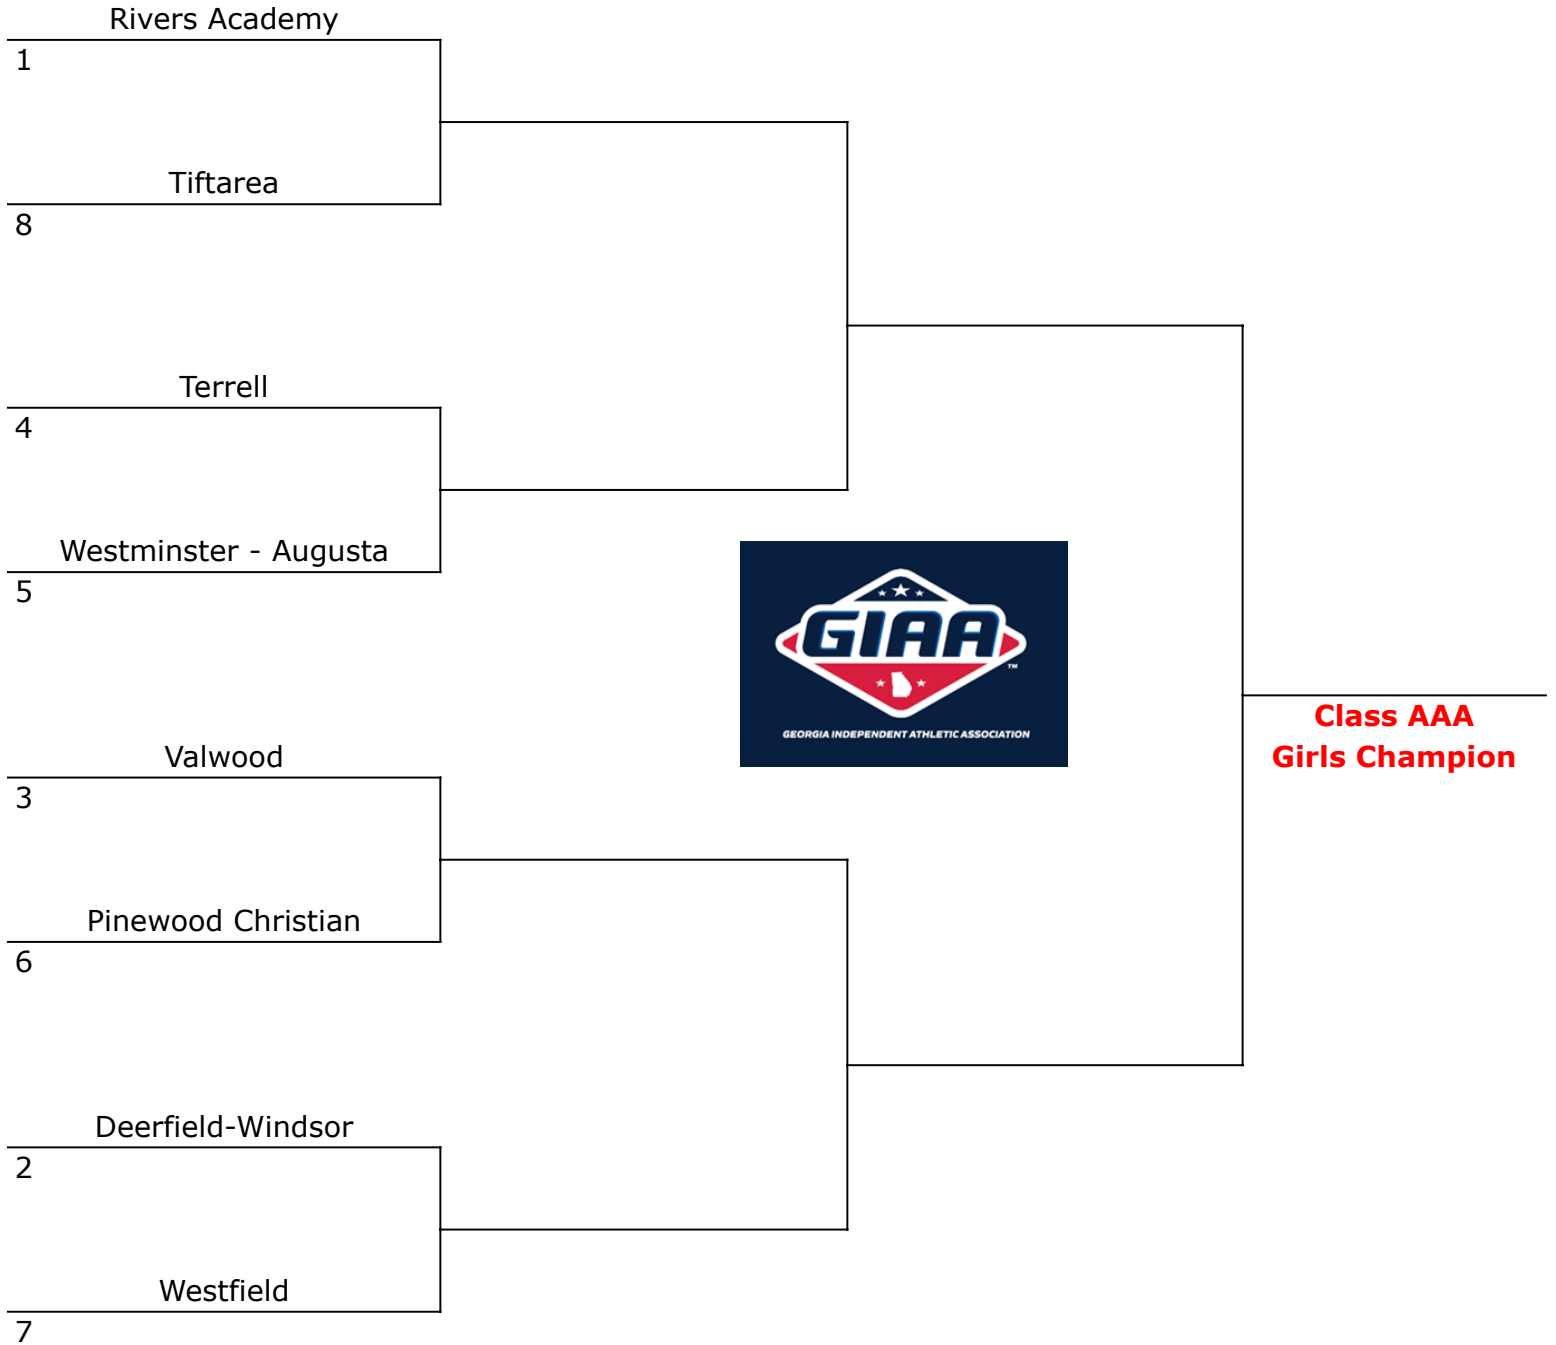 Rivers Academy
1
Tiftarea
8
Terrell
4
Westminster - Augusta
5
GIAA
™
GEORGIA INDEPENDENT ATHLETIC ASSOCIATION
Class AAA
Girls Champion
Valwood
3
Pinewood Christian
6
Deerfield-Windsor
2
Westfield
7